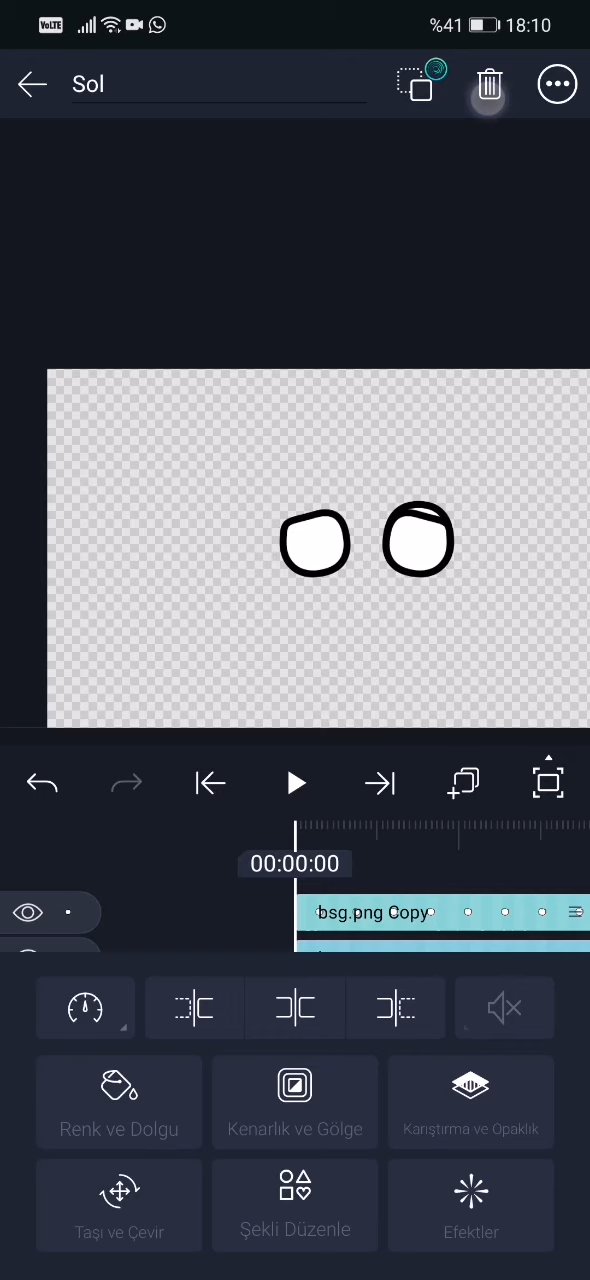 VoLTE %41 18:10
Sol
00:00:00
bsg.png Copy
Renk ve Dolgu
Kenarlık ve Gölge
Karıştırma ve Opaklık
Taşı ve Çevir
Şekli Düzenle
Efektler